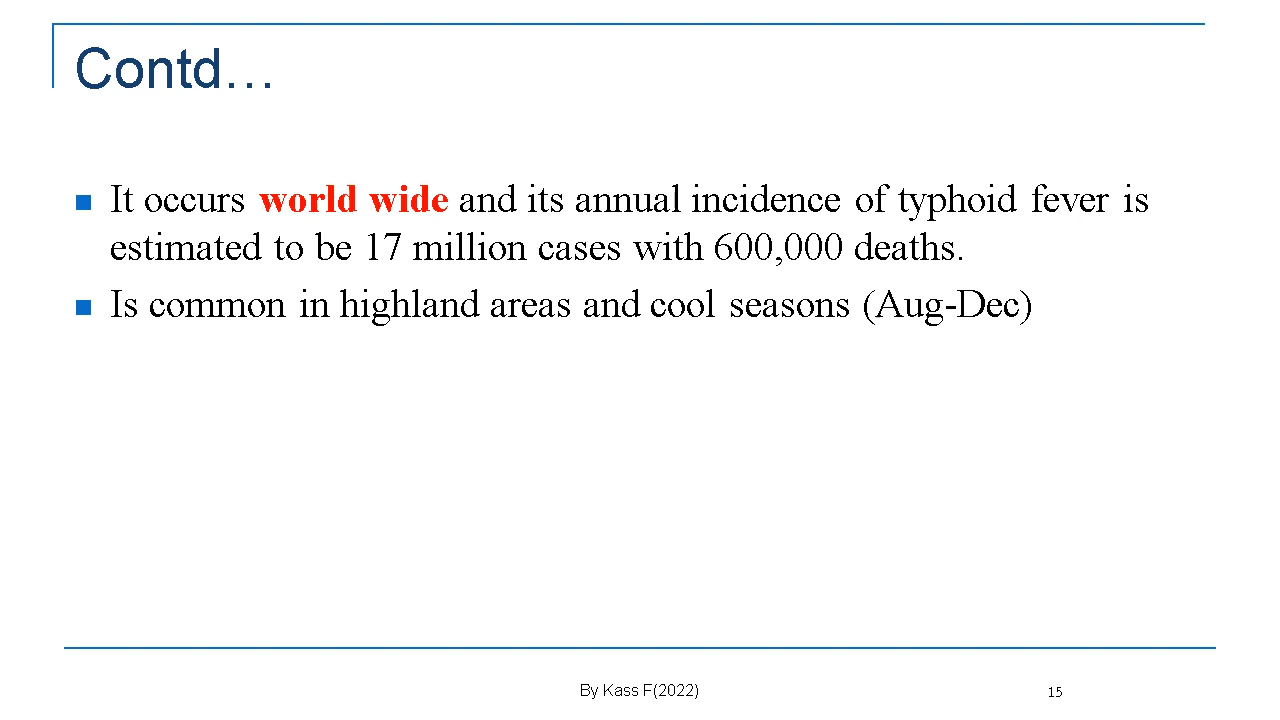 Contd…
It occurs world wide and its annual incidence of typhoid fever is
estimated to be 17 million cases with 600,000 deaths.
Is common in highland areas and cool seasons (Aug-Dec)
By Kass F(2022)
15